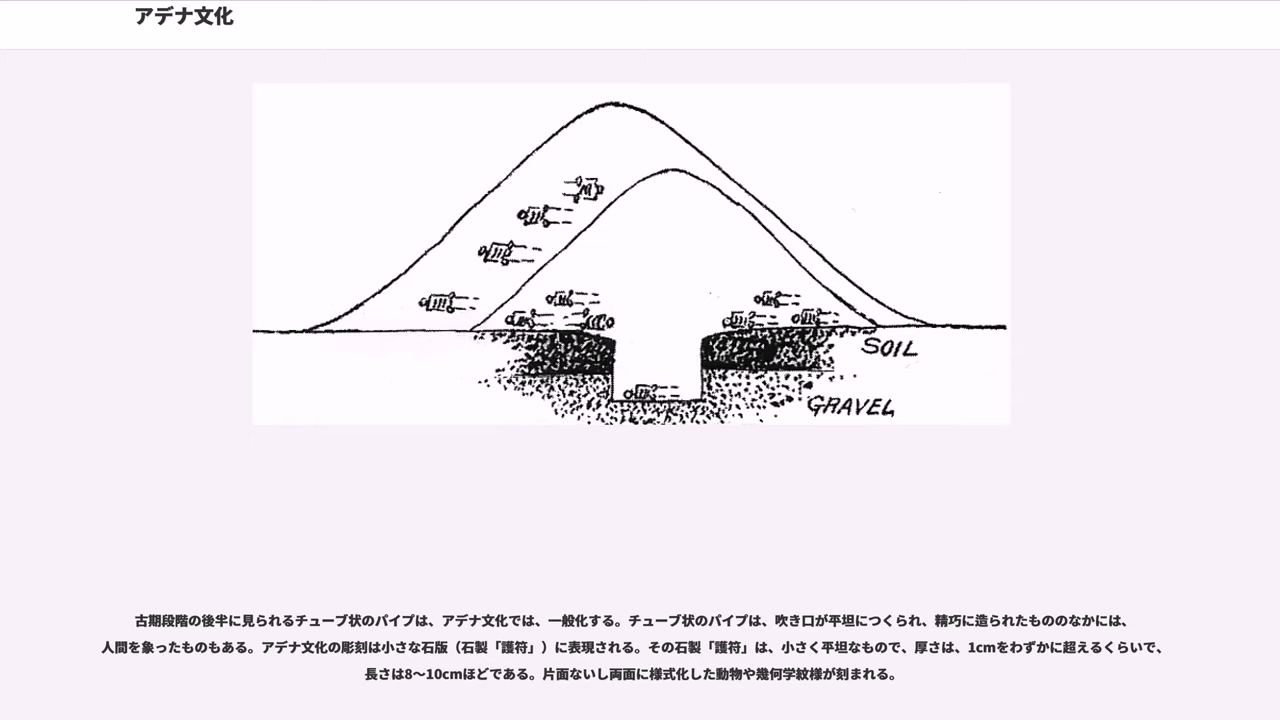 アデナ文化
SOIL
GRAVEL
古期段階の後半に見られるチューブ状のパイプは、アデナ文化では、一般化する。チューブ状のパイプは、吹き口が平坦につくられ、精巧に造られたもののなかには、
人間を象ったものもある。アデナ文化の彫刻は小さな石版（石製「護符」）に表現される。その石製「護符」は、小さく平坦なもので、厚さは、1cmをわずかに超えるくらいで、
長さは8〜10cmほどである。片面ないし両面に様式化した動物や幾何学紋様が刻まれる。